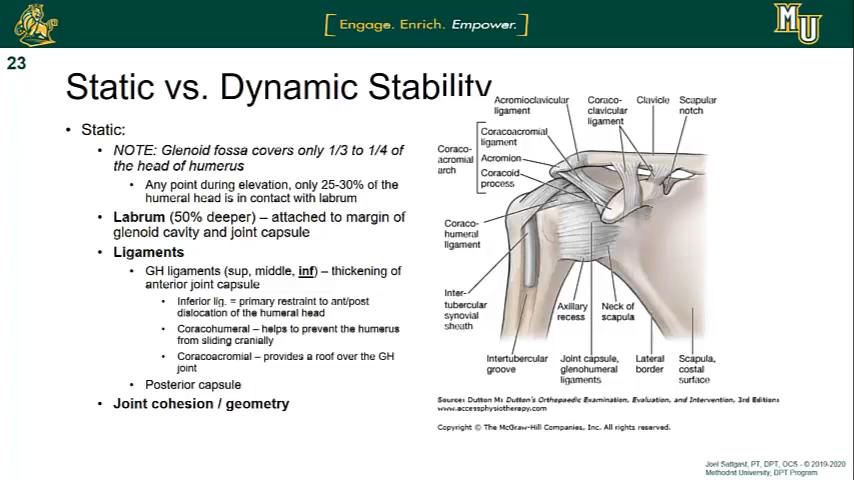 [ Engage. Enrich. Empower. ]
MU
23
Static vs. Dynamic Stability
• Static:
• NOTE: Glenoid fossa covers only 1/3 to 1/4 of
the head of humerus
• Any point during elevation, only 25-30% of the
humeral head is in contact with labrum
• Labrum (50% deeper) – attached to margin of
glenoid cavity and joint capsule
• Ligaments
• GH ligaments (sup, middle, inf) – thickening of
anterior joint capsule
• Inferior lig. = primary restraint to ant/post
dislocation of the humeral head
• Coracohumeral – helps to prevent the humerus
from sliding cranially
• Coracoacromial – provides a roof over the GH
joint
• Posterior capsule
• Joint cohesion / geometry
Acromioclavicular
ligament
Coraco-
clavicular
ligament
Clavicle
Scapular
notch
Coraco-
acromial
arch
Coracoacromial
ligament
Acromion
Coracoid
process
Coraco-
humeral
ligament
Inter-
tubercular
synovial
sheath
Axillary
recess
Neck of
scapula
Intertubercular
groove
Joint capsule,
glenohumeral
ligaments
Lateral
border
Scapula,
costal
surface
Source: Dutton M: Dutton's Orthopaedic Examination, Evaluation, and Intervention, 3rd Edition:
www.accessphysiotherapy.com
Copyright © The McGraw-Hill Companies, Inc. All rights reserved.
Joel Sattgast, PT, DPT, OCS - © 2019-2020
Methodist University, DPT Program